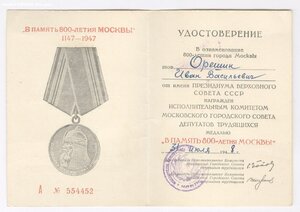 "В ПАМЯТЬ 800-ЛЕТИЯ МОСКВЫ"
1147-1947
А № 554452
УДОСТОВЕРЕНИЕ
В ознаменование
800-летия города Москвы
тов. Орешин
Иван Васильевич
от имени ПРЕЗИДИУМА ВЕРХОВНОГО
СОВЕТА СССР
НАГРАЖДЕН
ИСПОЛНИТЕЛЬНЫМ КОМИТЕТОМ
МОСКОВСКОГО ГОРОДСКОГО СОВЕТА
ДЕПУТАТОВ ТРУДЯЩИХСЯ
МЕДАЛЬЮ
"В ПАМЯТЬ 800-ЛЕТИЯ МОСКВЫ"
июля